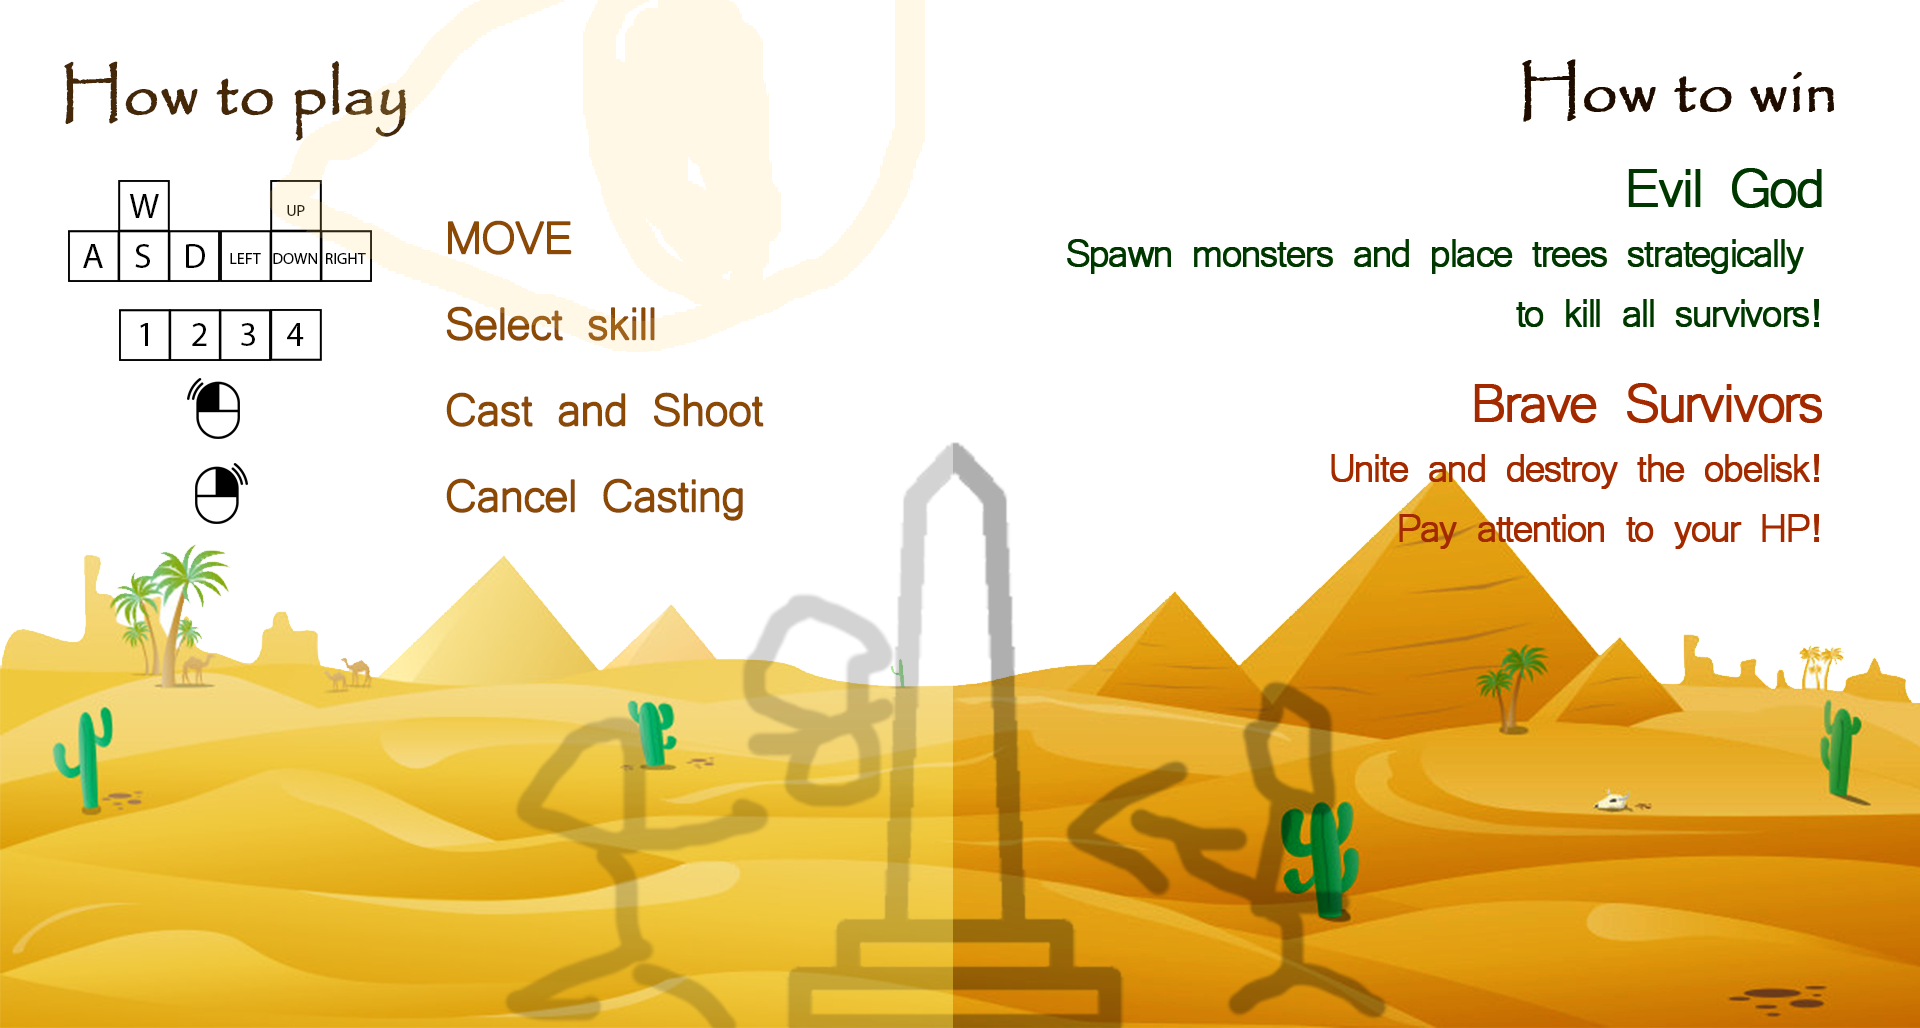 How to play
W
UP
A S D LEFT DOWN RIGHT
MOVE
1 2 3 4
Select skill
Cast and Shoot
Cancel Casting
How to win
Evil God
Spawn monsters and place trees strategically
to kill all survivors!
Brave Survivors
Unite and destroy the obelisk!
Pay attention to your HP!